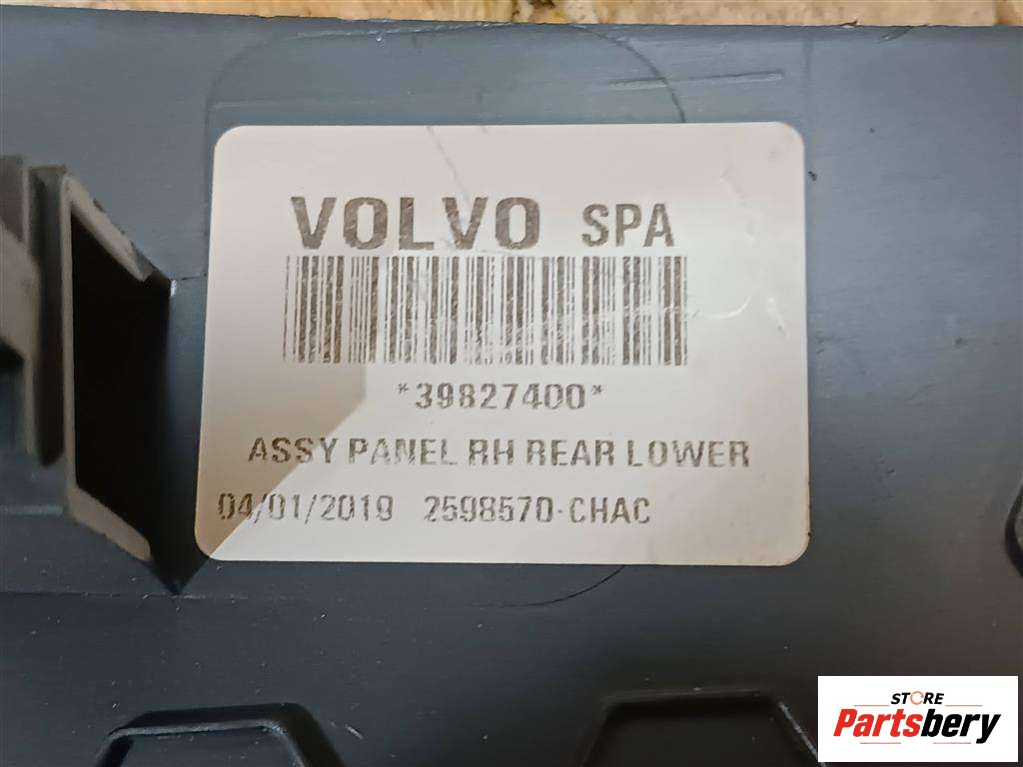 VOLVO SPA
*39827400*
ASSY PANEL RH REAR LOWER
04/01/2019 2598570-CHAC
STORE
Partsbery